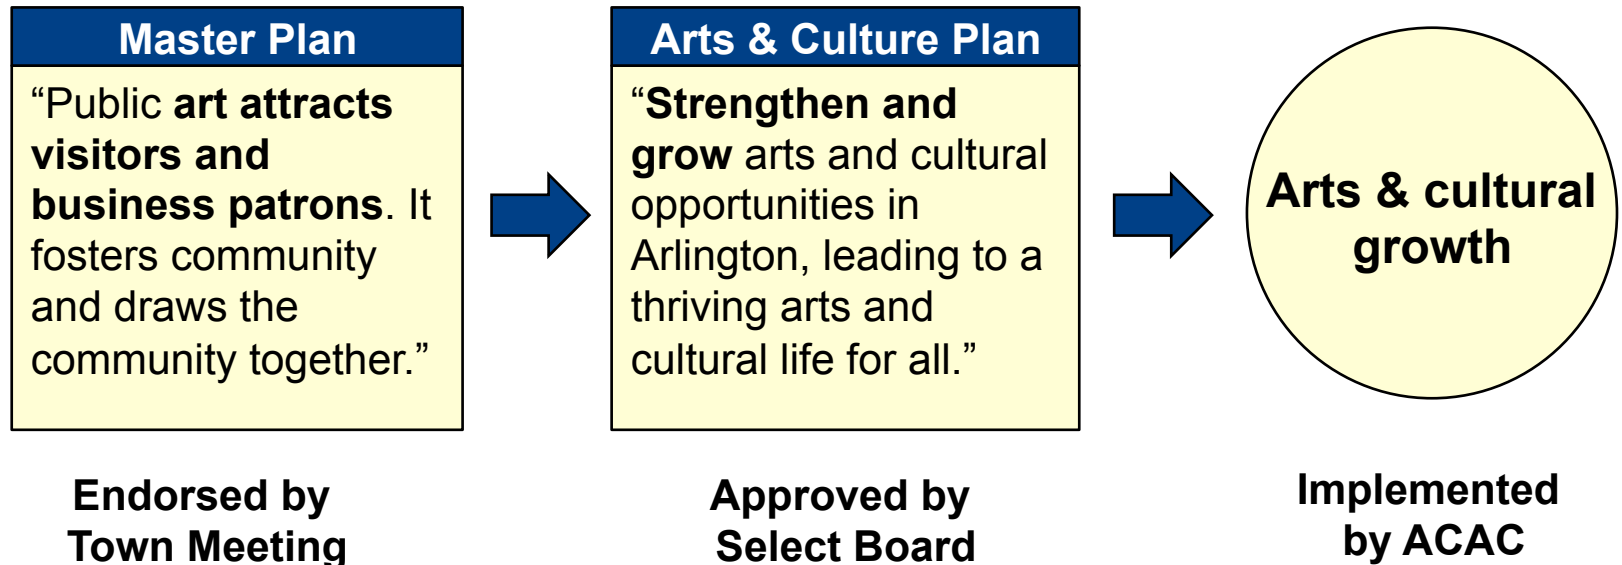 Master Plan
“Public art attracts
visitors and
business patrons. It
fosters community
and draws the
community together.”
Endorsed by
Town Meeting
Arts & Culture Plan
“Strengthen and
grow arts and cultural
opportunities in
Arlington, leading to a
thriving arts and
cultural life for all.”
Approved by
Select Board
Arts & cultural
growth
Implemented
by ACAC